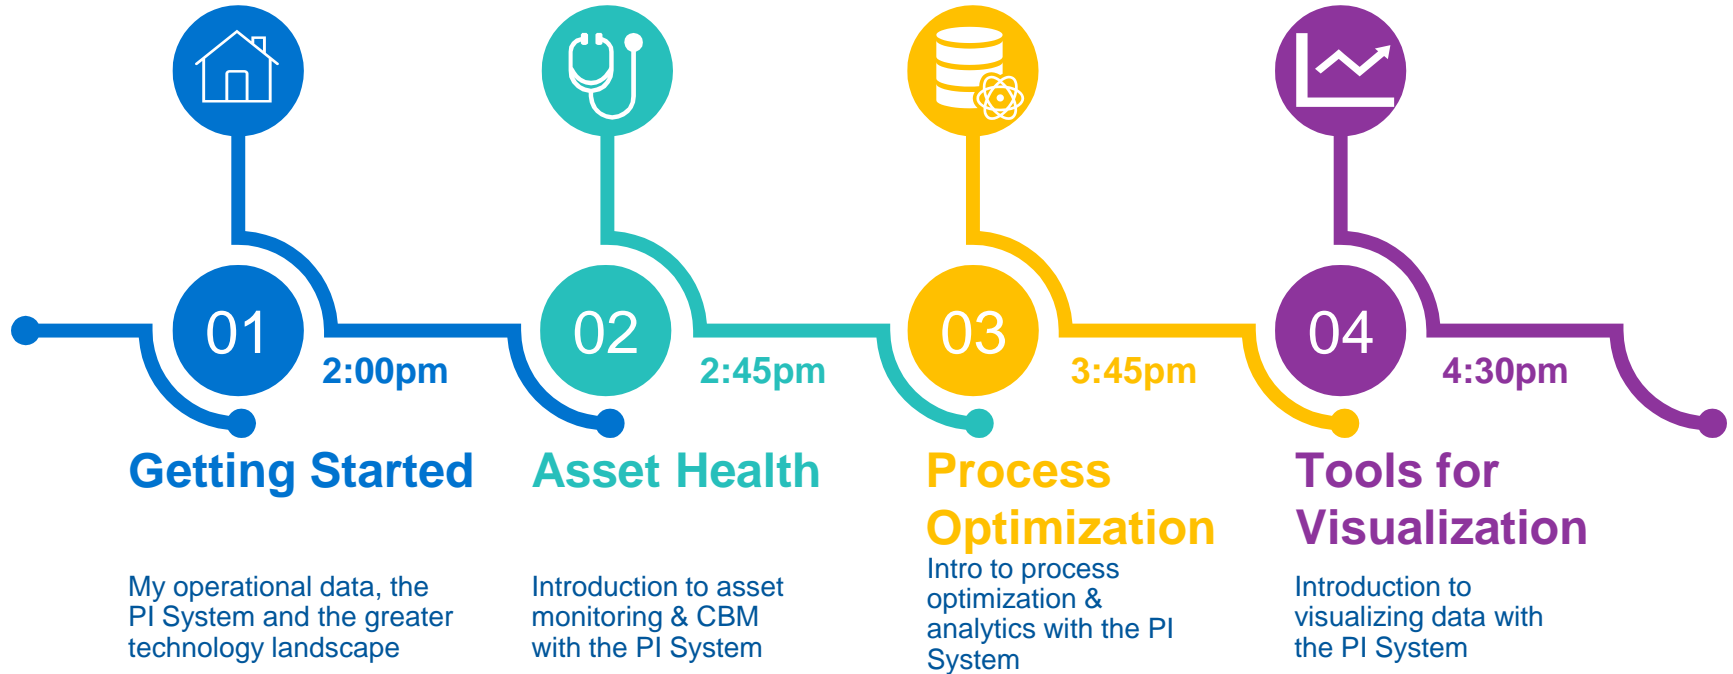 01
2:00pm
Getting Started
My operational data, the
PI System and the greater
technology landscape
02
2:45pm
Asset Health
Introduction to asset
monitoring & CBM
with the PI System
03
3:45pm
Process
Optimization
Intro to process
optimization &
analytics with the PI
System
04
4:30pm
Tools for
Visualization
Introduction to
visualizing data with
the PI System